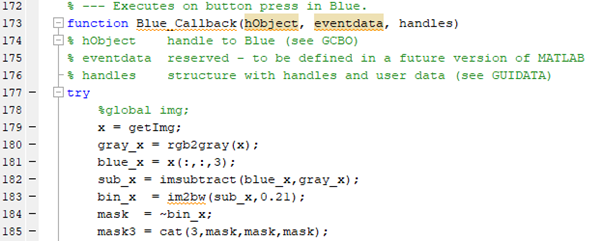 172 % --- Executes on button press in Blue.
173 function Blue_Callback(hObject, eventdata, handles)
174 % hObject    handle to Blue (see GCBO)
175 % eventdata  reserved - to be defined in a future version of MATLAB
176 % handles    structure with handles and user data (see GUIDATA)
177 - try
178     %global img;
179 - x = getImg;
180 - gray_x = rgb2gray(x);
181 - blue_x = x(:,:,3);
182 - sub_x = imsubtract(blue_x,gray_x);
183 - bin_x  = im2bw(sub_x,0.21);
184 - mask  = ~bin_x;
185 - mask3 = cat(3,mask,mask,mask);